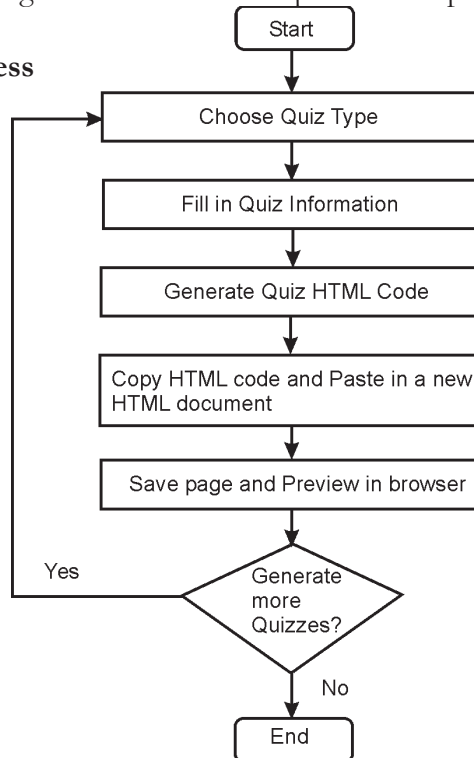 Start
ess
Choose Quiz Type
Fill in Quiz Information
Generate Quiz HTML Code
Copy HTML code and Paste in a new
HTML document
Save page and Preview in browser
Generate
more
Quizzes?
Yes
No
End